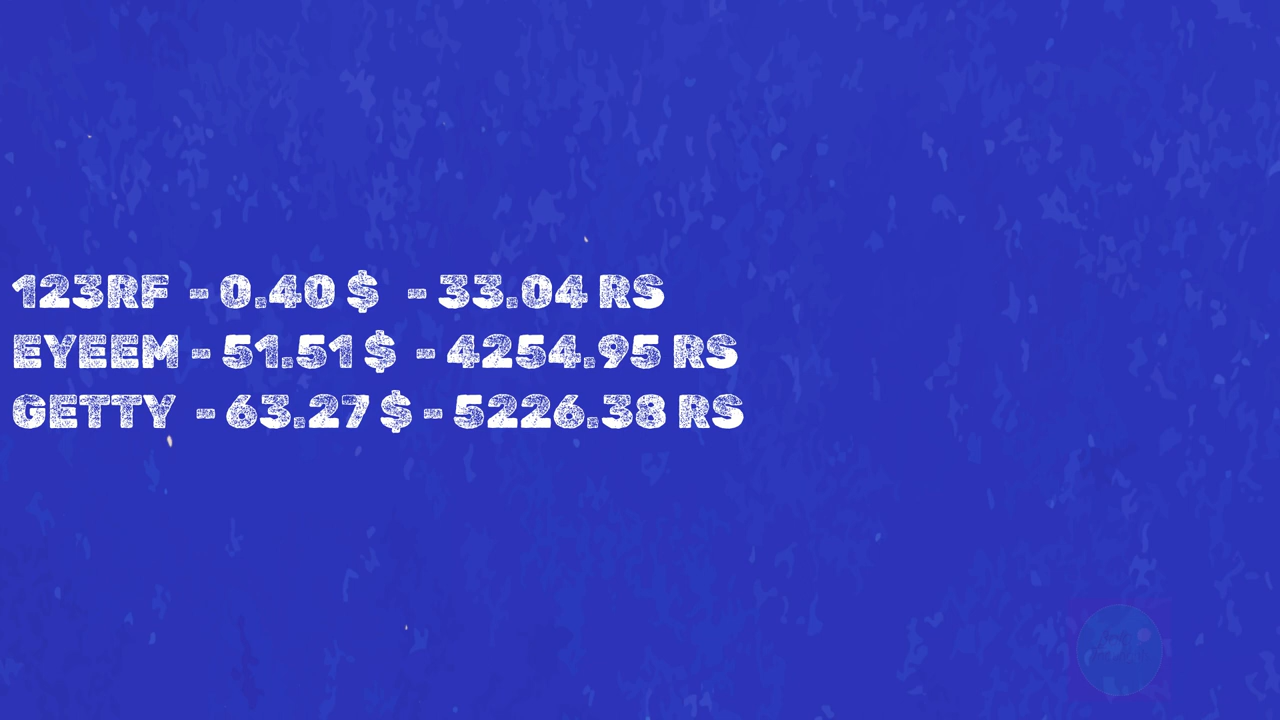 123RF - 0.40 $ - 33.04 RS
EYEEM - 51.51 $ - 4254.95 RS
GETTY - 63.27 $ - 5226.38 RS